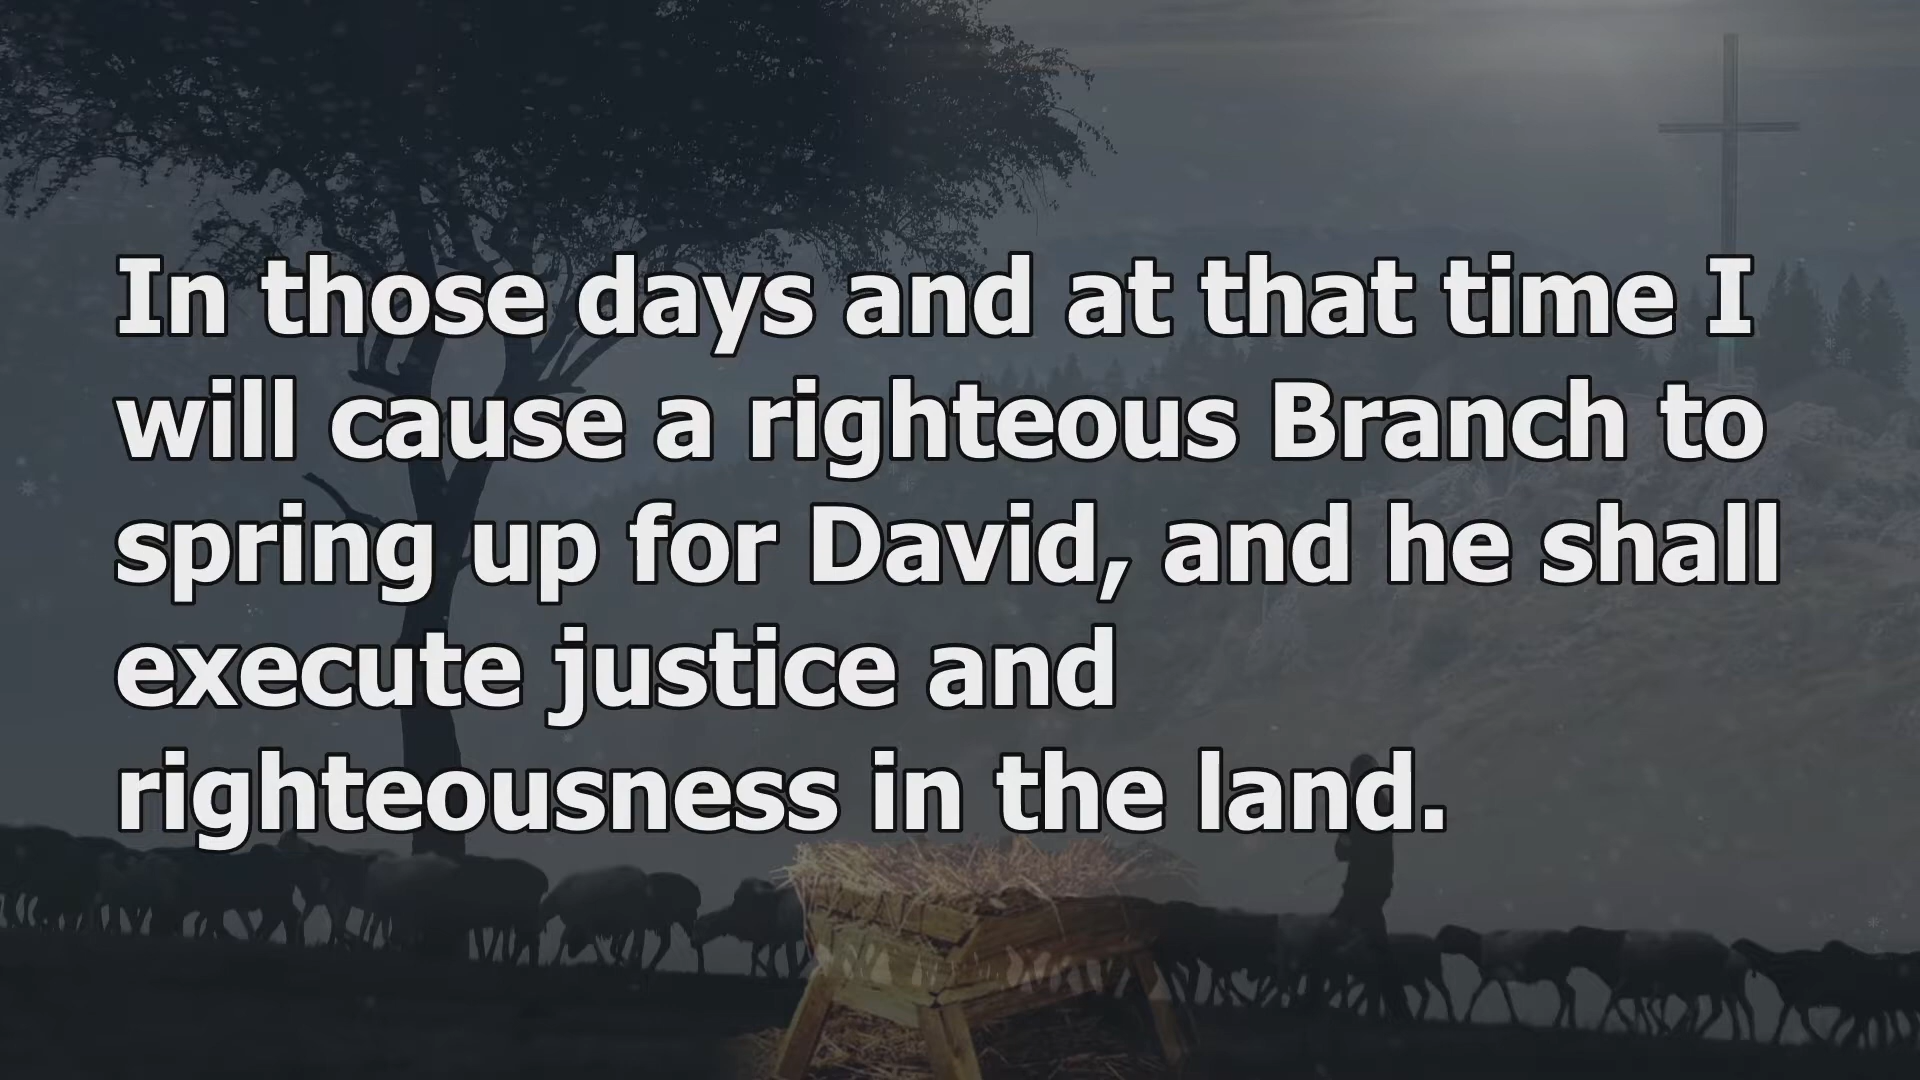 In those days and at that time I
will cause a righteous Branch to
spring up for David, and he shall
execute justice and
righteousness in the land.